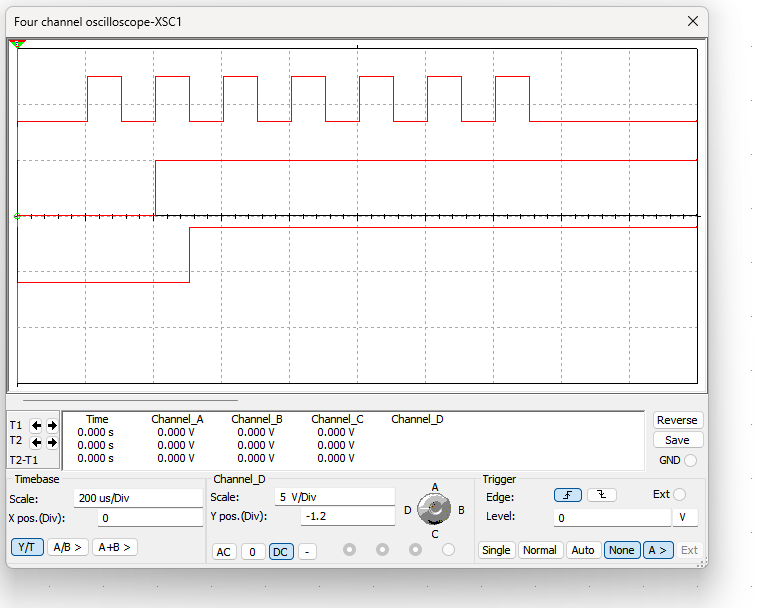 Four channel oscilloscope-XSC1
Time Channel_A Channel_B Channel_C Channel_D
T1 0.000 s 0.000 V 0.000 V 0.000 V
T2 0.000 s 0.000 V 0.000 V 0.000 V
T2-T1 0.000 s 0.000 V 0.000 V 0.000 V
Reverse
Save
GND
Timebase
Scale: 200 us/Div
X pos.(Div): 0
Y/T A/B > A+B >
Channel_D
Scale: 5 V/Div
Y pos.(Div): -1.2
AC 0 DC -
A
D B
C
Trigger
Edge: Ext
Level: 0 V
Single Normal Auto None A > Ext